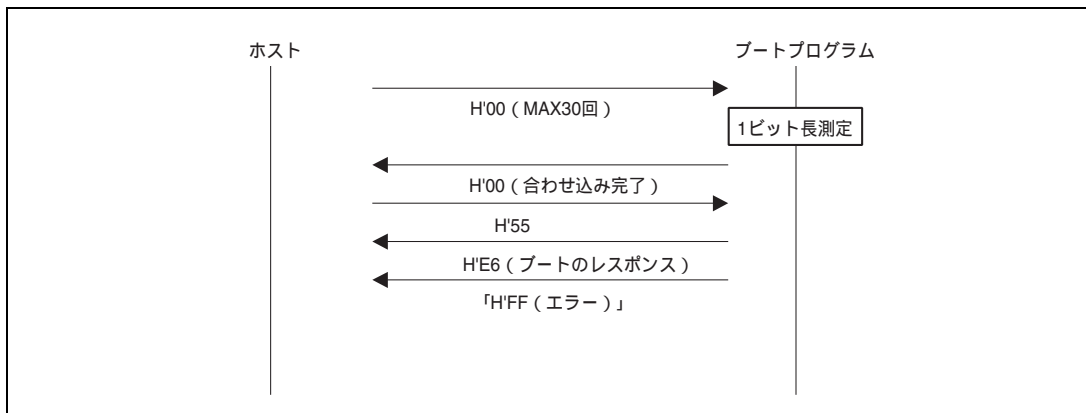 ホスト
ブートプログラム
H'00（MAX30回）
1ビット長測定
H'00（合わせ込み完了）
H'55
H'E6（ブートのレスポンス）
「H'FF（エラー）」